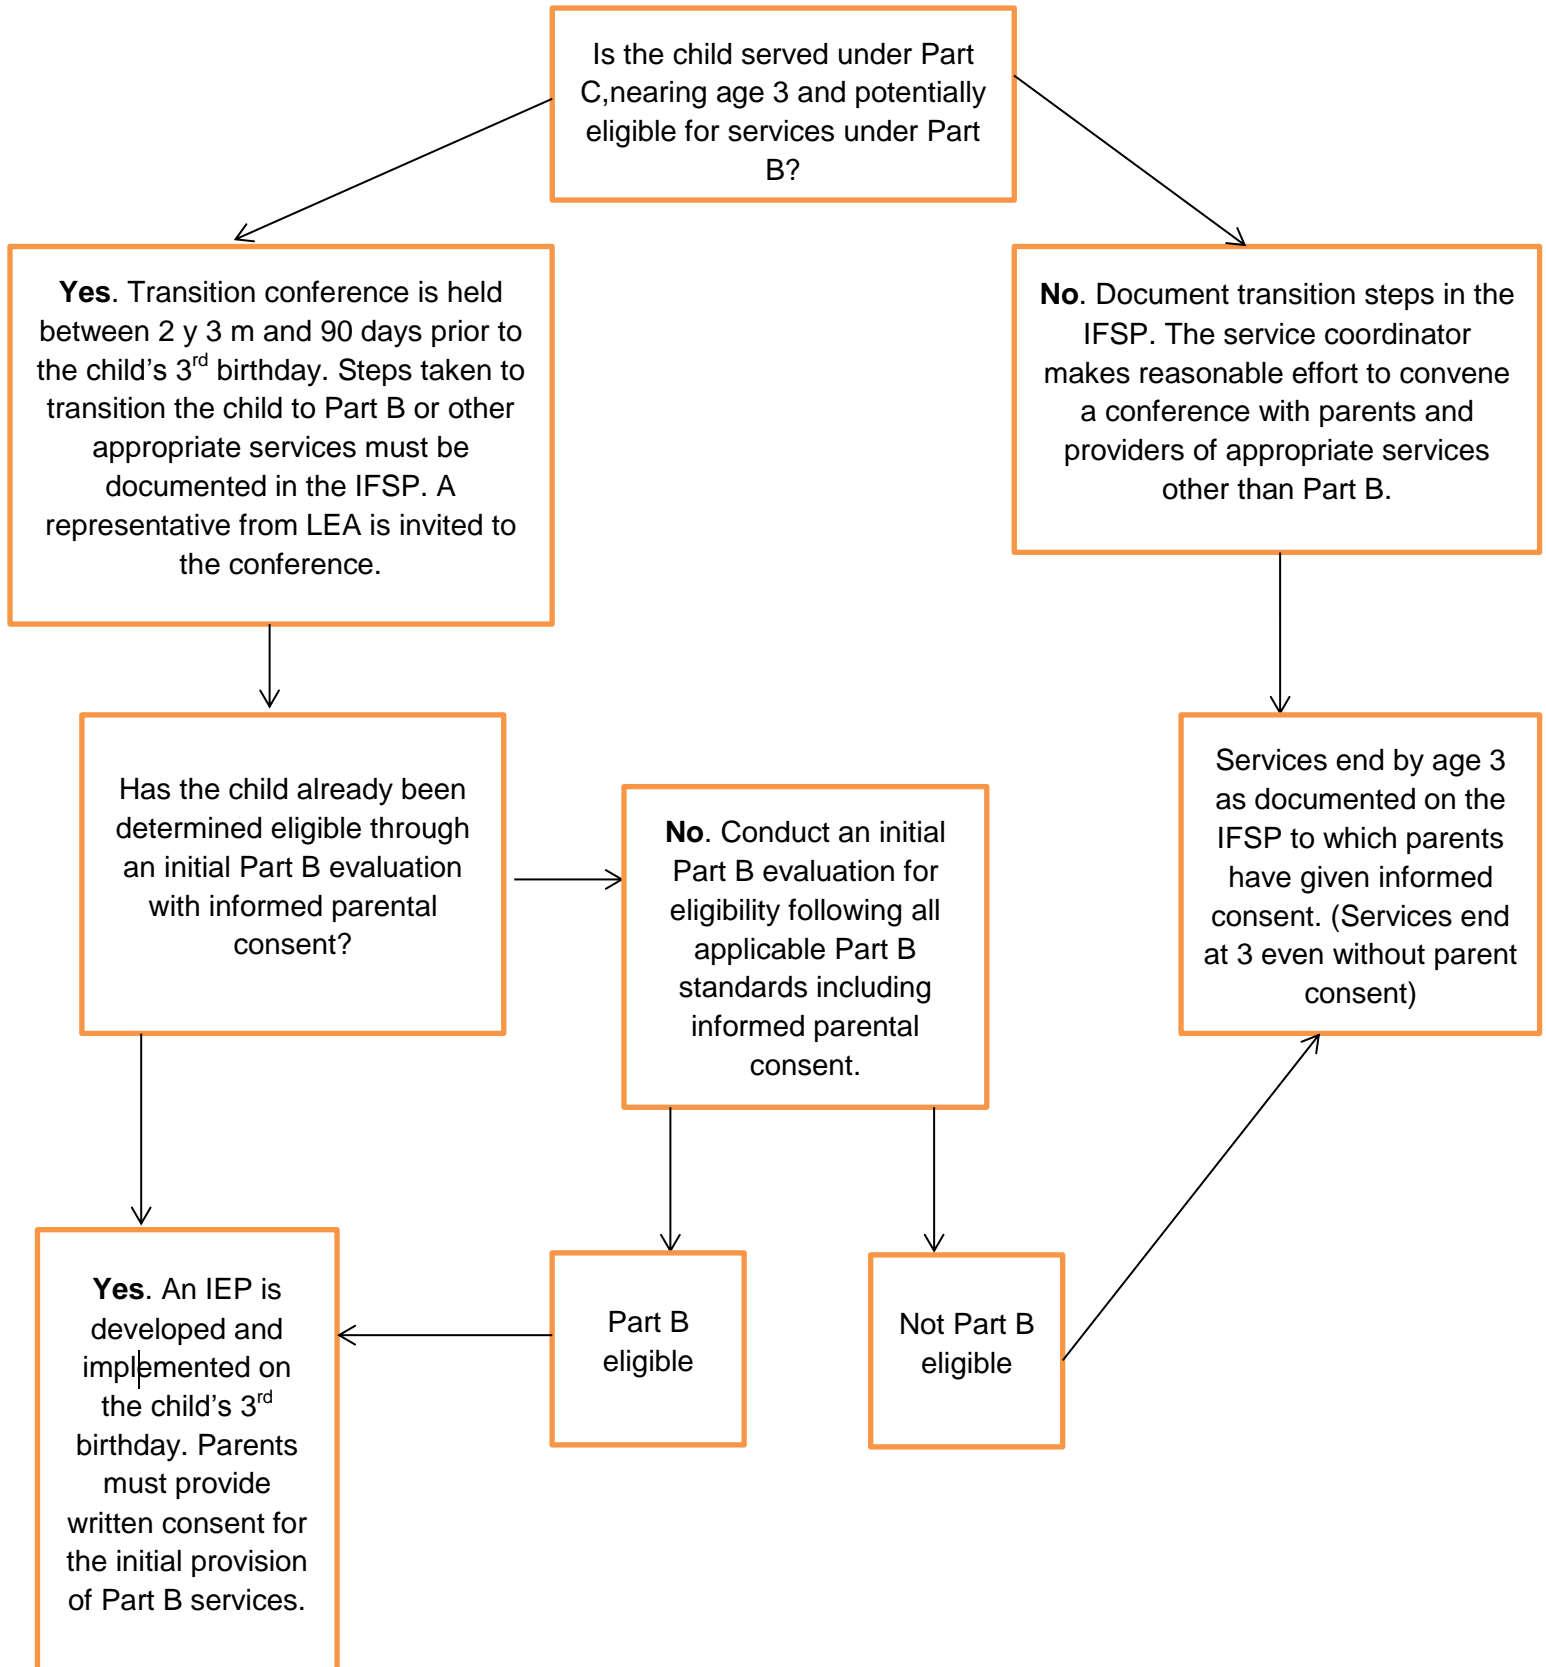 Is the child served under Part
C,nearing age 3 and potentially
eligible for services under Part
B?
Yes. Transition conference is held
between 2 y 3 m and 90 days prior to
the child’s 3rd birthday. Steps taken to
transition the child to Part B or other
appropriate services must be
documented in the IFSP. A
representative from LEA is invited to
the conference.
No. Document transition steps in the
IFSP. The service coordinator
makes reasonable effort to convene
a conference with parents and
providers of appropriate services
other than Part B.
Has the child already been
determined eligible through
an initial Part B evaluation
with informed parental
consent?
No. Conduct an initial
Part B evaluation for
eligibility following all
applicable Part B
standards including
informed parental
consent.
Services end by age 3
as documented on the
IFSP to which parents
have given informed
consent. (Services end
at 3 even without parent
consent)
Yes. An IEP is
developed and
implemented on
the child’s 3rd
birthday. Parents
must provide
written consent for
the initial provision
of Part B services.
Part B
eligible
Not Part B
eligible